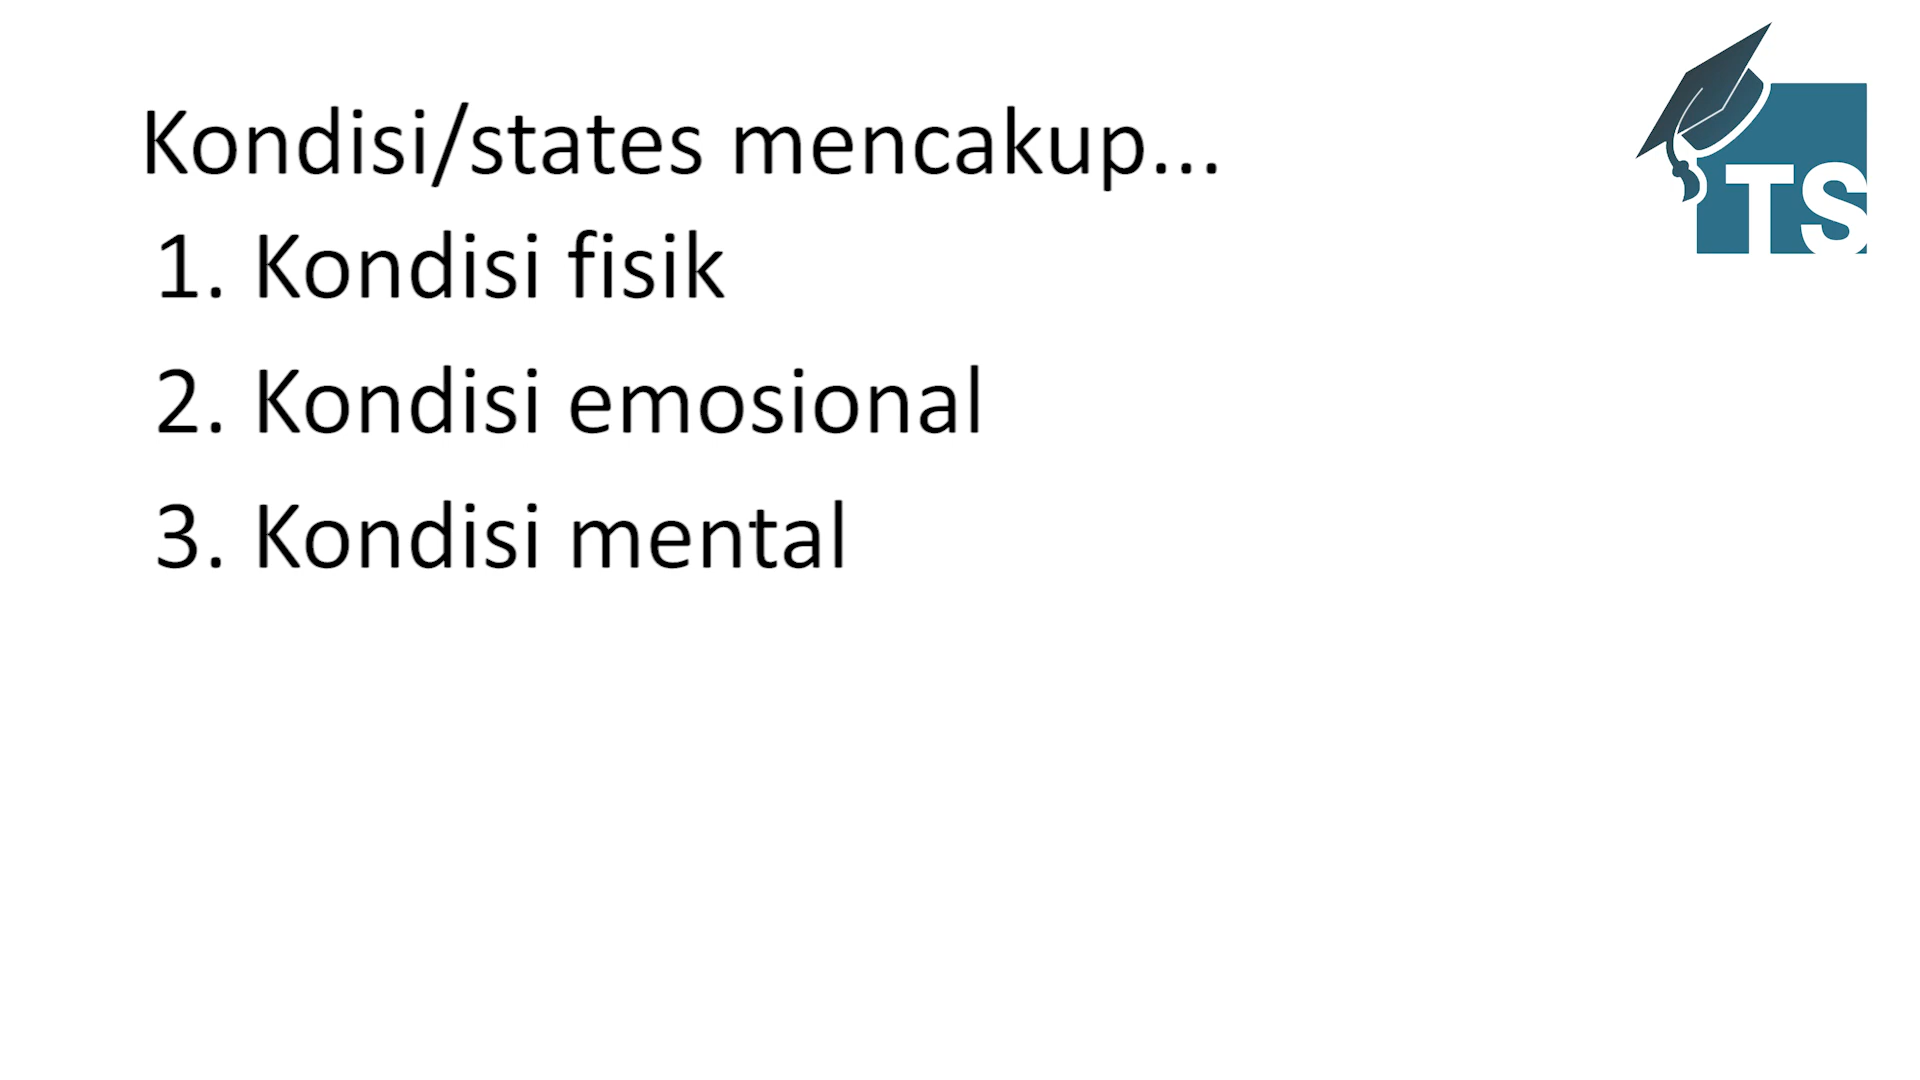 Kondisi/states mencakup...
1. Kondisi fisik
2. Kondisi emosional
3. Kondisi mental
TS